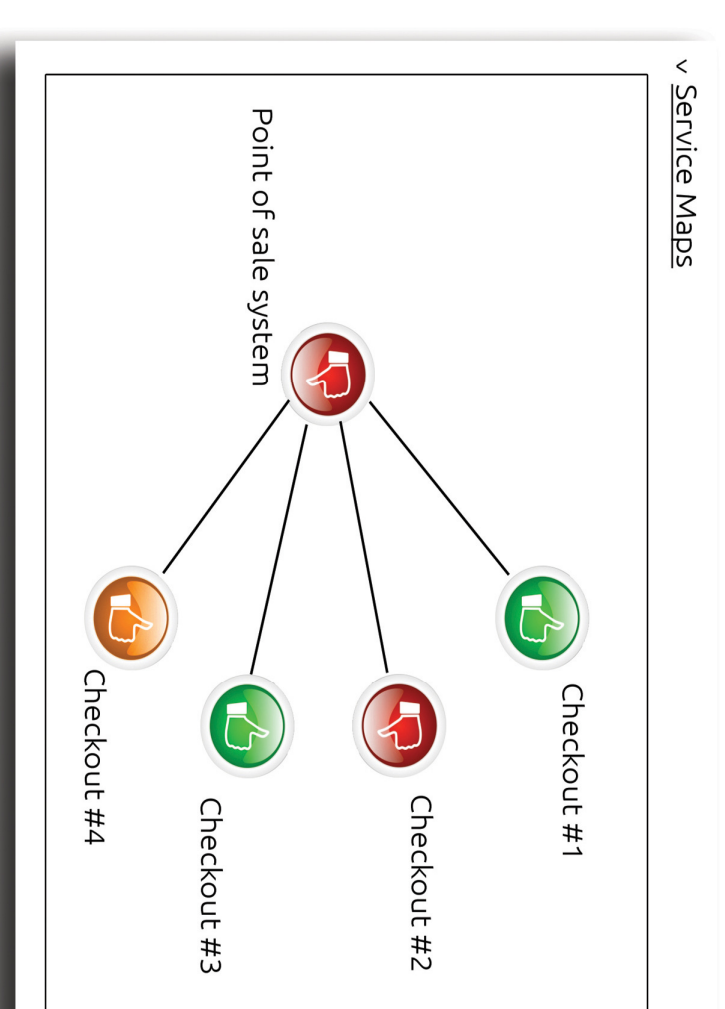 ˅ Service Maps
Point of sale system
Checkout #1
Checkout #2
Checkout #3
Checkout #4